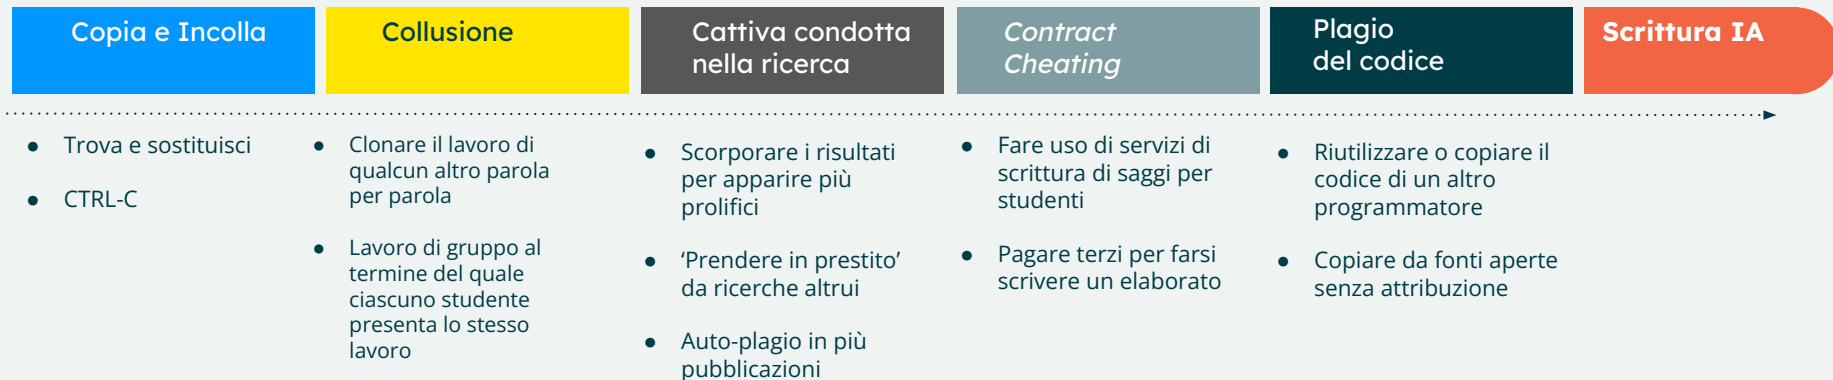 Copia e Incolla
Collusione
Cattiva condotta
nella ricerca
Contract
Cheating
Plagio
del codice
Scrittura IA
● Trova e sostituisci
● CTRL-C
● Clonare il lavoro di
qualcun altro parola
per parola
● Lavoro di gruppo al
termine del quale
ciascuno studente
presenta lo stesso
lavoro
● Scorporare i risultati
per apparire più
prolifici
● ‘Prendere in prestito’
da ricerche altrui
● Auto-plagio in più
pubblicazioni
● Fare uso di servizi di
scrittura di saggi per
studenti
● Pagare terzi per farsi
scrivere un elaborato
● Riutilizzare o copiare il
codice di un altro
programmatore
● Copiare da fonti aperte
senza attribuzione